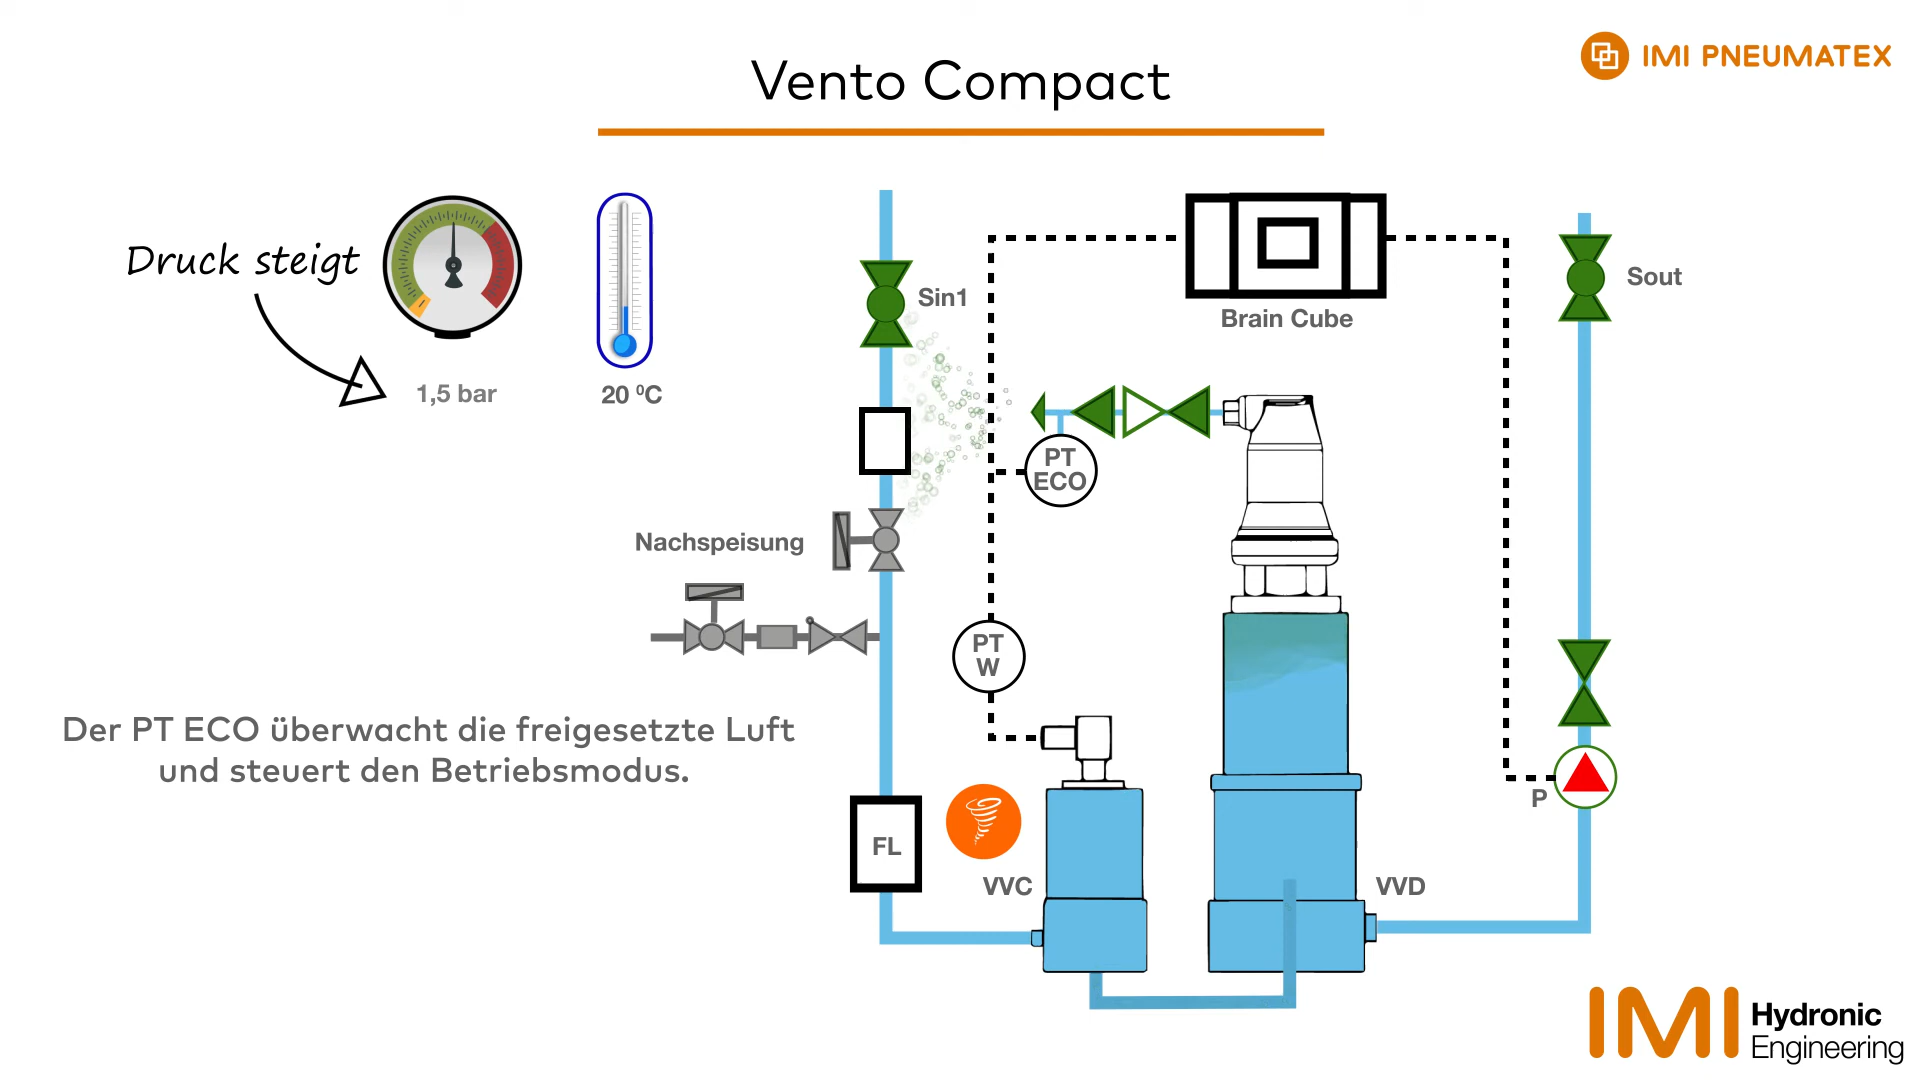 Vento Compact
IMI PNEUMATEX
Druck steigt
1,5 bar
20 ⁰C
Sin1
Brain Cube
Sout
PT
ECO
Nachspeisung
PT
W
Der PT ECO überwacht die freigesetzte Luft
und steuert den Betriebsmodus.
P
FL
VVC
VVD
IMI Hydronic
Engineering